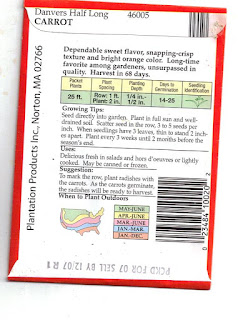 Danvers Half Long 46005
CARROT
Dependable sweet flavor, snapping-crisp
texture and bright orange color. Long-time
favorite among gardeners, unsurpassed in
quality. Harvest in 68 days.
Packet Plants Plant Spacing Planting Depth Days to Germination Seedling Identification
25 ft. Row: 1 ft. Plant: 2 in. 1/4 in.- 1/2 in. 14-25
Growing Tips:
Seed directly into garden. Plant in full sun and well-
drained soil. Scatter seed in the row, 3 to 5 seeds per
inch. When seedlings have 3 leaves, thin to stand 2 inch-
es apart. Plant every 3 weeks until 2 months before the
season's end.
Uses:
Delicious fresh in salads and hors d'oeuvres or lightly
cooked. May be canned or frozen.
Suggestion:
To mark the row, plant radishes with
the carrots. As the carrots germinate,
the radishes will be ready to harvest.
When to Plant Outdoors
MAY-JUNE
APR.-JUNE
MAR.-JUNE
JAN.-MAR.
JAN.-DEC.
Plantation Products Inc., Norton, MA 02766
PCKD FOR 07 SELL BY 12/07 R1